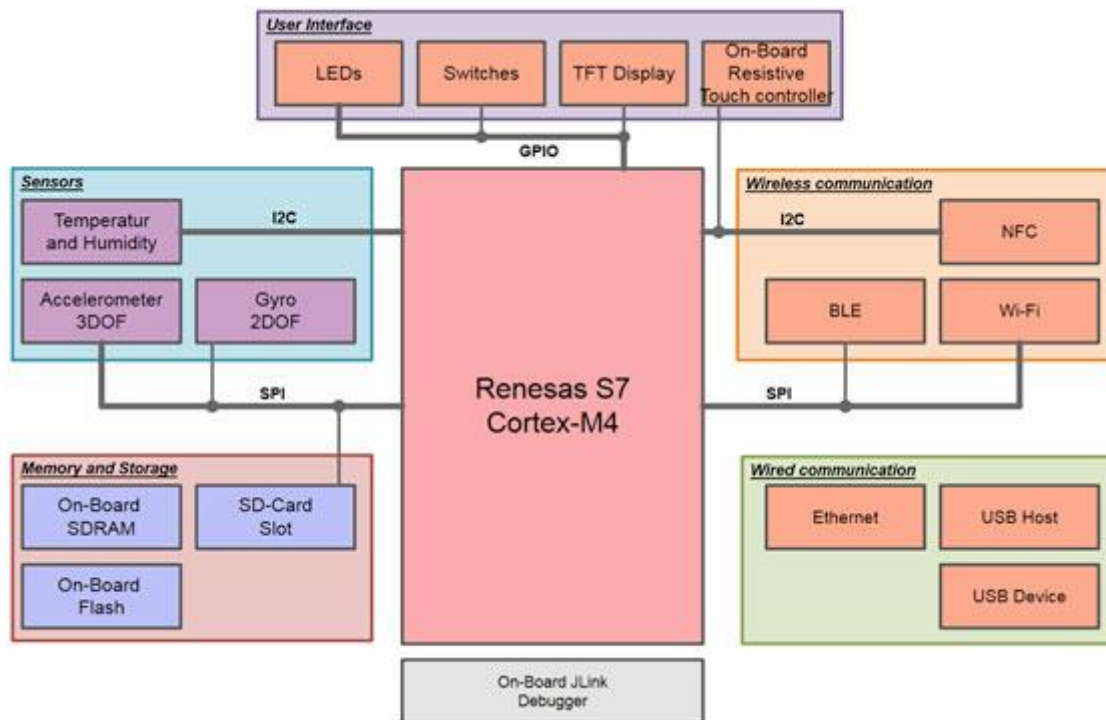 User Interface
LEDs
Switches
TFT Display
On-Board
Resistive
Touch controller
GPIO
Sensors
Temperatur
and Humidity
I2C
Accelerometer
3DOF
Gyro
2DOF
SPI
Renesas S7
Cortex-M4
Wireless communication
I2C
NFC
BLE
Wi-Fi
SPI
Memory and Storage
On-Board
SDRAM
SD-Card
Slot
On-Board
Flash
Wired communication
Ethernet
USB Host
USB Device
On-Board JLink
Debugger